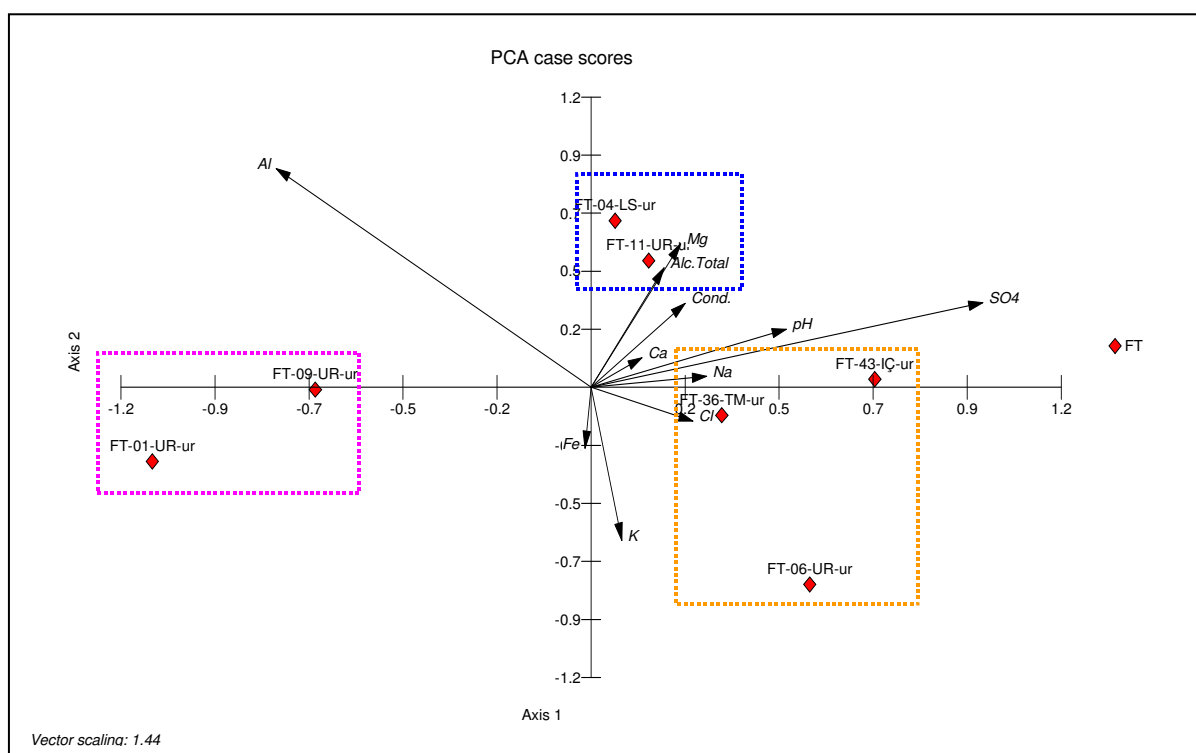 PCA case scores
1.2
0.9
Al
FT-04-LS-ur
FT-11-UR-u
Mg
Alc.Total
Cond.
SO4
0.2
pH
FT
Ca
Axis 2
FT-09-UR-ur
Na
FT-43-IÇ-ur
-1.2 -0.9 -0.7 -0.5 -0.2 0.2 0.5 0.7 0.9 1.2
FT-36-TM-ur
Cl
FT-01-UR-ur
Fe
-0.5
K
-0.7
FT-06-UR-ur
-0.9
-1.2
Axis 1
Vector scaling: 1.44